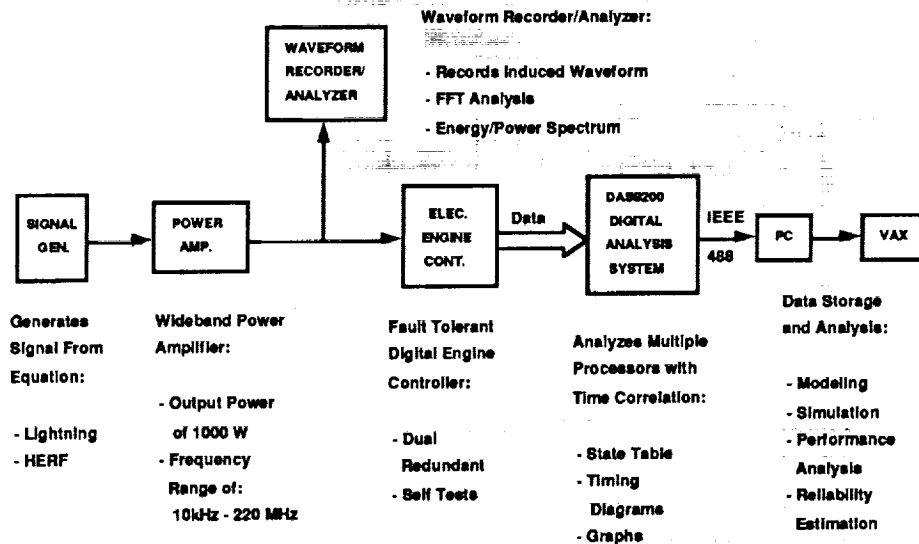 Waveform Recorder/Analyzer:
- Records Induced Waveform
- FFT Analysis
- Energy/Power Spectrum
WAVEFORM
RECORDER/
ANALYZER
SIGNAL
GEN.
POWER
AMP.
ELEC.
ENGINE
CONT.
Data
DAS9200
DIGITAL
ANALYSIS
SYSTEM
IEEE
488
PC
VAX
Generates
Signal From
Equation:
- Lightning
- HERF
Wideband Power
Amplifier:
- Output Power
of 1000 W
- Frequency
Range of:
10kHz - 220 MHz
Fault Tolerant
Digital Engine
Controller:
- Dual
Redundant
- Self Tests
Analyzes Multiple
Processors with
Time Correlation:
- State Table
- Timing
Diagrams
- Graphs
Data Storage
and Analysis:
- Modeling
- Simulation
- Performance
Analysis
- Reliability
Estimation